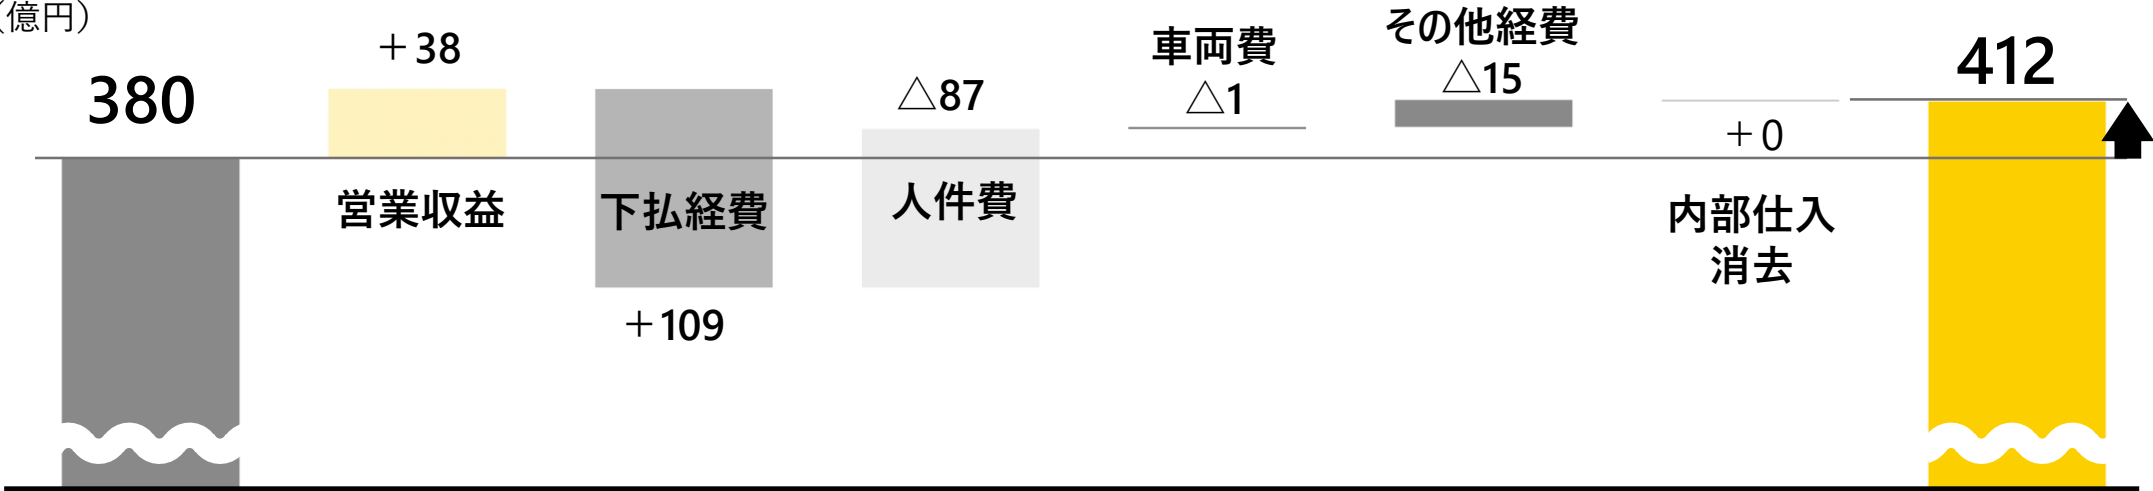 (億円)
380
＋38
営業収益
下払経費
＋109
△87
人件費
車両費
△1
その他経費
△15
＋0
内部仕入
消去
412